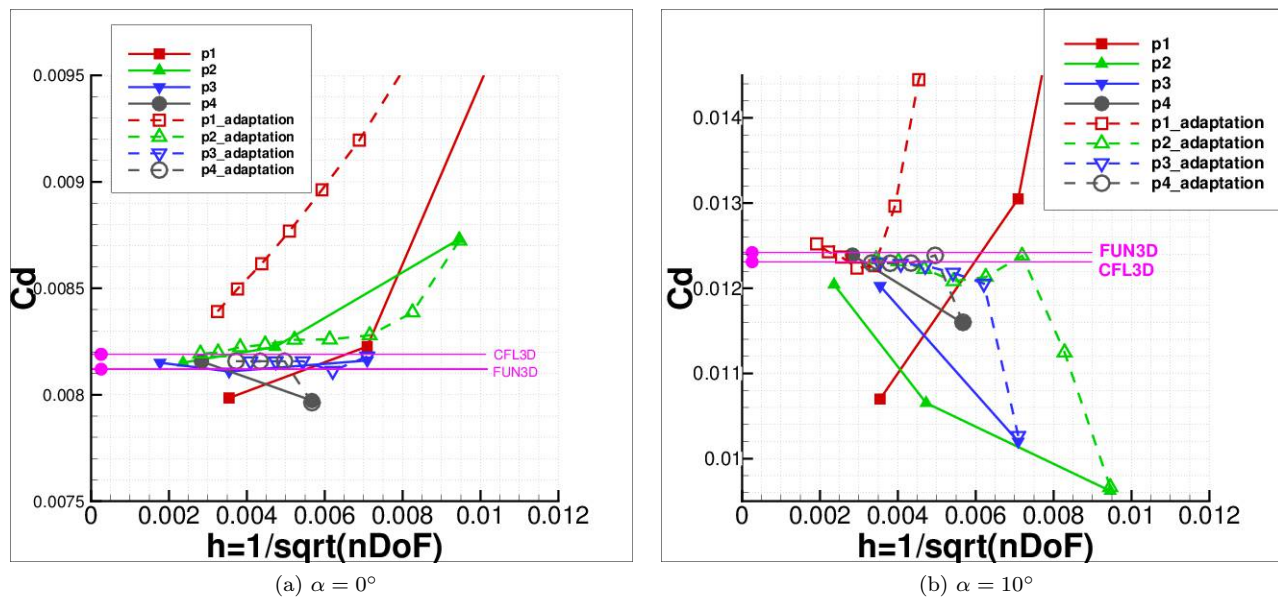 p1
p2
p3
p4
p1_adaptation
p2_adaptation
p3_adaptation
p4_adaptation
0.0095
0.009
0.0085
0.008
0.0075
Cd
CFL3D
FUN3D
0 0.002 0.004 0.006 0.008 0.01 0.012
h=1/sqrt(nDoF)
(a) α = 0°
p1
p2
p3
p4
p1_adaptation
p2_adaptation
p3_adaptation
p4_adaptation
0.014
0.013
0.012
0.011
0.01
Cd
FUN3D
CFL3D
0 0.002 0.004 0.006 0.008 0.01 0.012
h=1/sqrt(nDoF)
(b) α = 10°